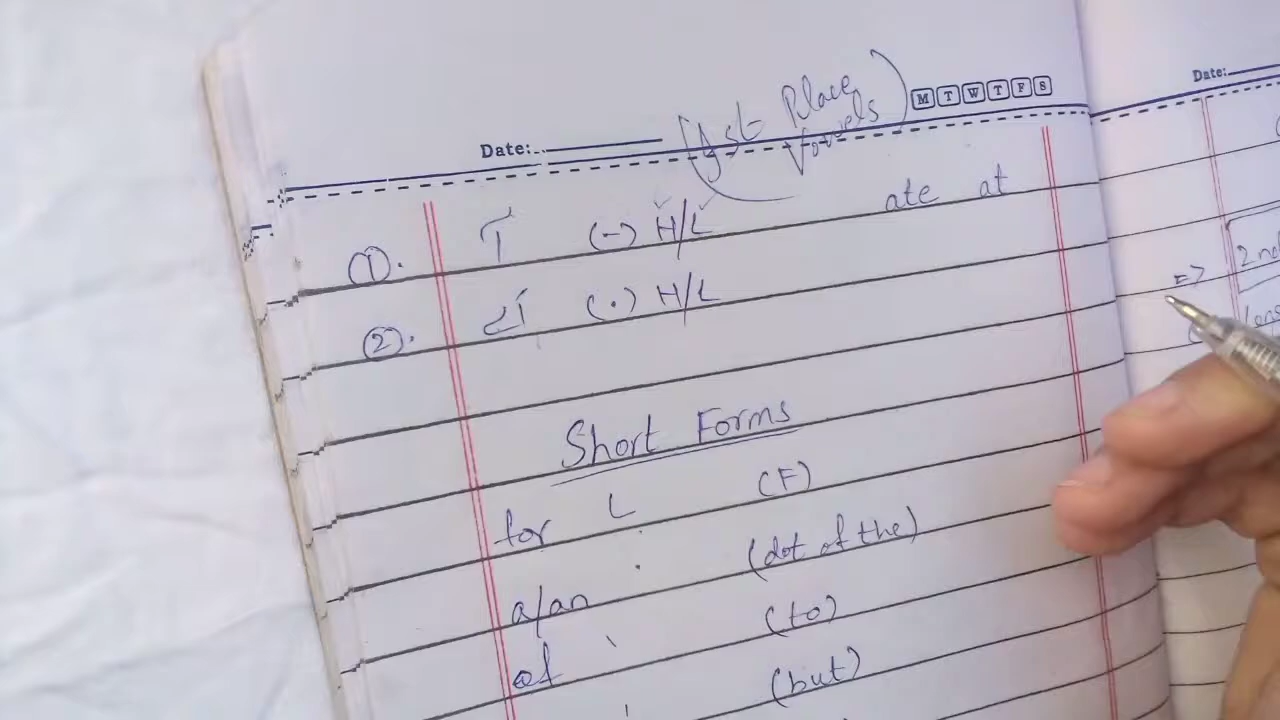 Date:
(1st Place
Vowels)
M T W T F S
①. (-) H/L ate at
②. (.) H/L
Short Forms
for (F)
a/an . (dot of the)
of \ (to)
(but)
Date:
=> 2nd